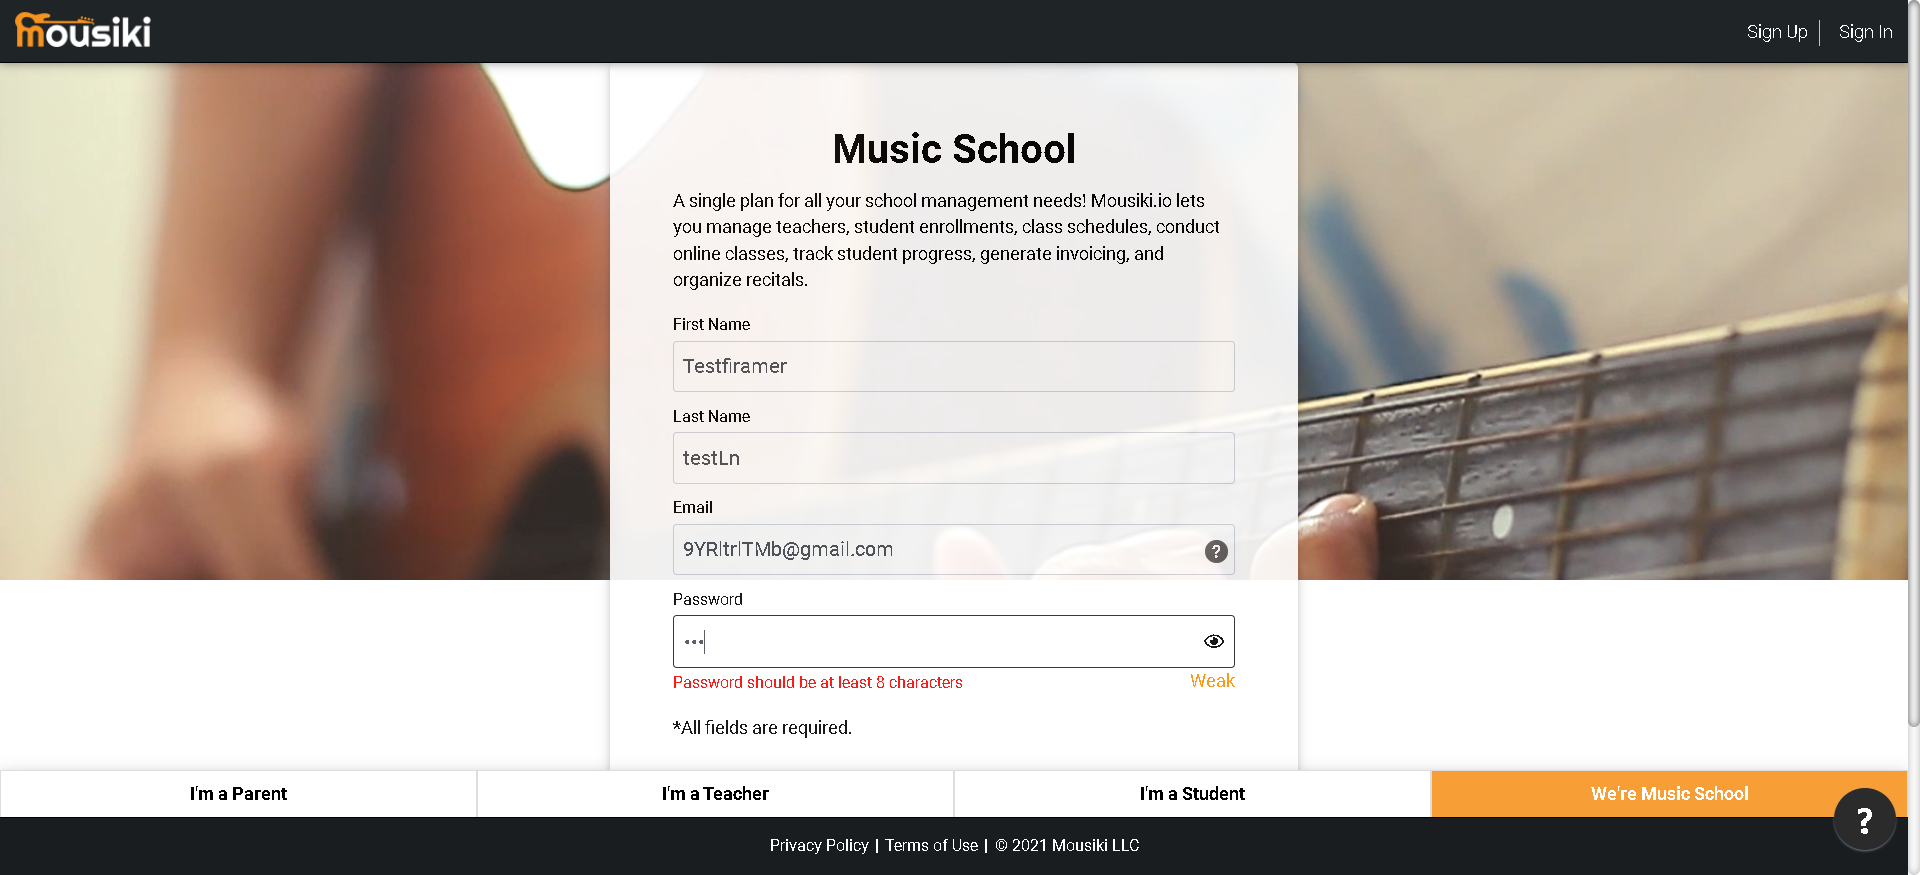 mousiki
Sign Up
Sign In
Music School
A single plan for all your school management needs! Mousiki.io lets
you manage teachers, student enrollments, class schedules, conduct
online classes, track student progress, generate invoicing, and
organize recitals.
First Name
Testfiramer
Last Name
testLn
Email
9YRltrlTMb@gmail.com
?
Password
•••
Password should be at least 8 characters
Weak
*All fields are required.
I'm a Parent
I'm a Teacher
I'm a Student
We're Music School
?
Privacy Policy | Terms of Use | © 2021 Mousiki LLC